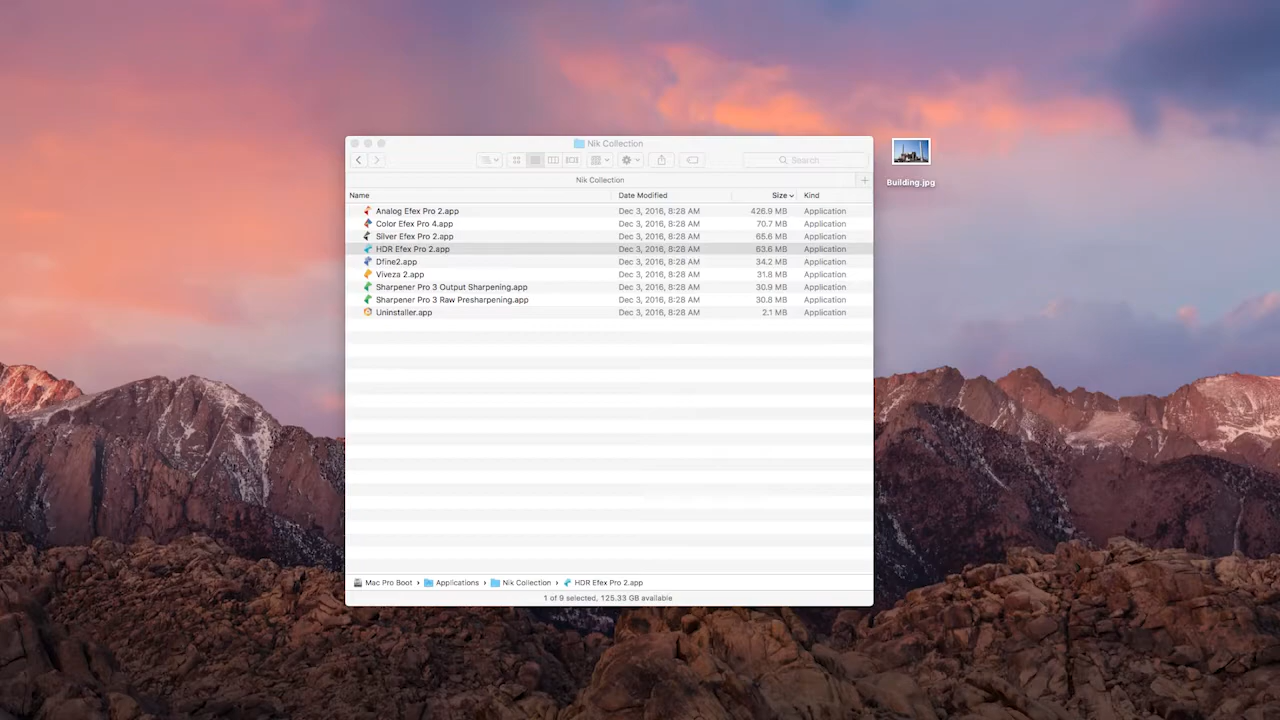 Nik Collection
Search
Nik Collection
Name Date Modified Size Kind
Analog Efex Pro 2.app Dec 3, 2016, 8:28 AM 426.9 MB Application
Color Efex Pro 4.app Dec 3, 2016, 8:28 AM 70.7 MB Application
Silver Efex Pro 2.app Dec 3, 2016, 8:28 AM 65.6 MB Application
HDR Efex Pro 2.app Dec 3, 2016, 8:28 AM 63.6 MB Application
Dfine2.app Dec 3, 2016, 8:28 AM 34.2 MB Application
Viveza 2.app Dec 3, 2016, 8:28 AM 31.8 MB Application
Sharpener Pro 3 Output Sharpening.app Dec 3, 2016, 8:28 AM 30.9 MB Application
Sharpener Pro 3 Raw Presharpening.app Dec 3, 2016, 8:28 AM 30.8 MB Application
Uninstaller.app Dec 3, 2016, 8:28 AM 2.1 MB Application
Mac Pro Boot › Applications › Nik Collection › HDR Efex Pro 2.app
1 of 9 selected, 125.33 GB available
Building.jpg